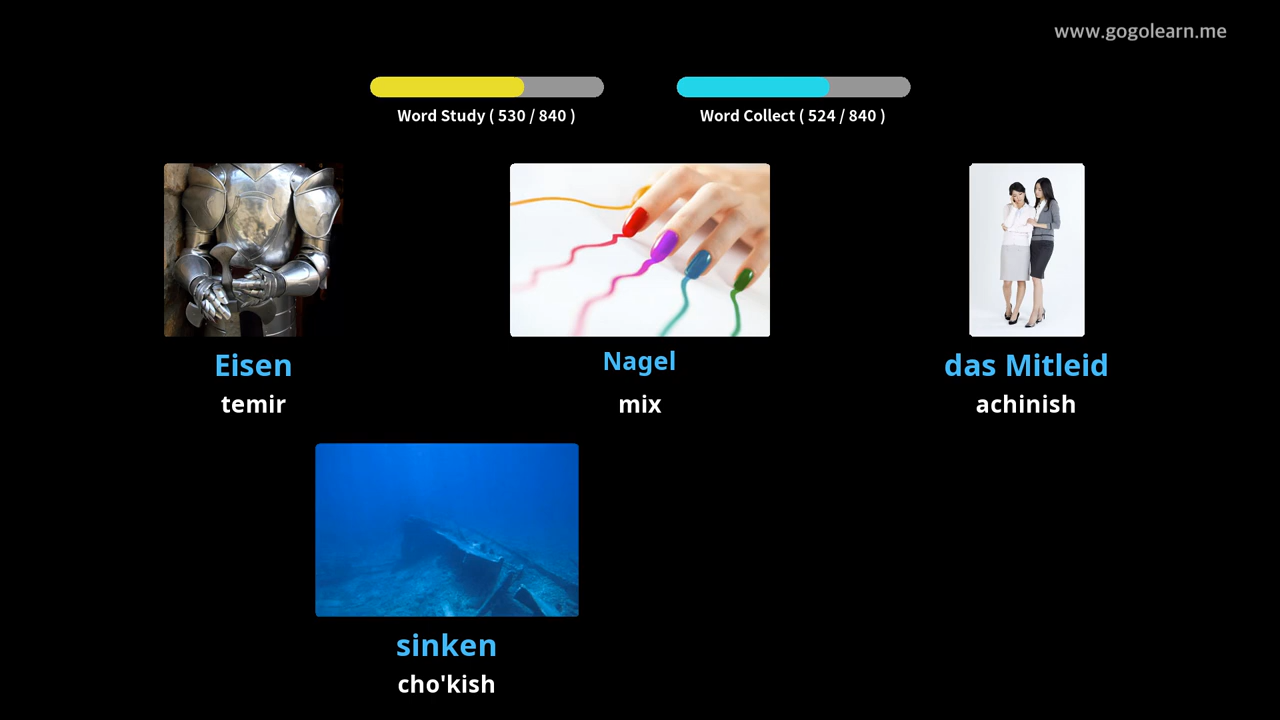 www.gogolearn.me
Word Study ( 530 / 840 )
Word Collect ( 524 / 840 )
Eisen
temir
Nagel
mix
das Mitleid
achinish
sinken
cho'kish